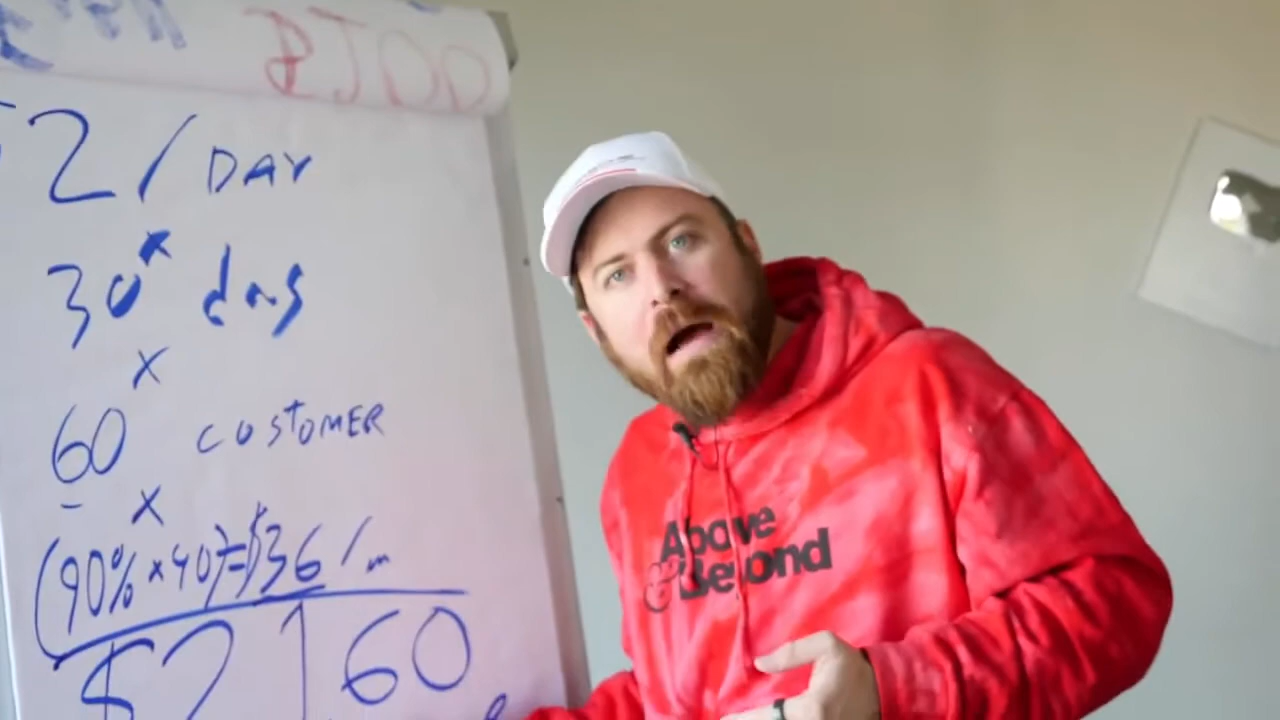 2 / DAY
x
30 days
x
60 CUSTOMER
x
(90% x 40) = $36 / m
$2160
Above
& Beyond